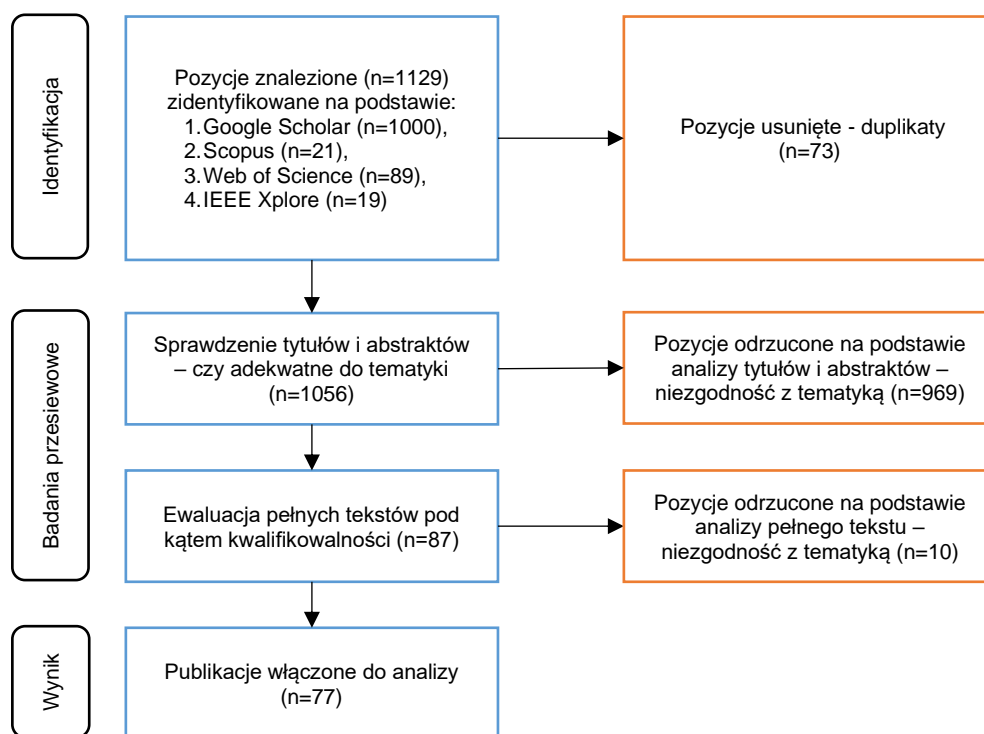 Identyfikacja
Pozycje znalezione (n=1129)
zidentyfikowane na podstawie:
1. Google Scholar (n=1000),
2. Scopus (n=21),
3. Web of Science (n=89),
4. IEEE Xplore (n=19)
Pozycje usunięte - duplikaty
(n=73)
Badania przesiewowe
Sprawdzenie tytułów i abstraktów
– czy adekwatne do tematyki
(n=1056)
Pozycje odrzucone na podstawie
analizy tytułów i abstraktów –
niezgodność z tematyką (n=969)
Ewaluacja pełnych tekstów pod
kątem kwalifikowalności (n=87)
Pozycje odrzucone na podstawie
analizy pełnego tekstu –
niezgodność z tematyką (n=10)
Wynik
Publikacje włączone do analizy
(n=77)